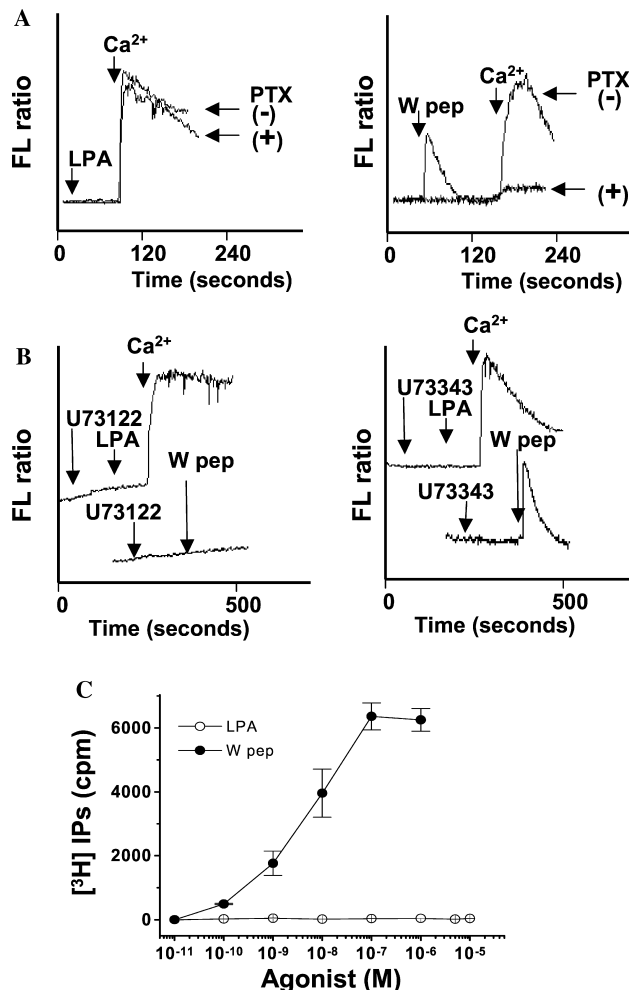 A
Ca²⁺
PTX
(-)
(+)
LPA
FL ratio
120
240
Time (seconds)
Ca²⁺
PTX
(-)
W pep
(+)
FL ratio
0
120
240
Time (seconds)
B
Ca²⁺
U73122
LPA
W pep
U73122
FL ratio
0
500
Time (seconds)
Ca²⁺
U73343
LPA
W pep
U73343
FL ratio
0
500
Time (seconds)
C
LPA
W pep
[³H] IPs (cpm)
6000
4000
2000
0
10⁻¹¹ 10⁻¹⁰ 10⁻⁹ 10⁻⁸ 10⁻⁷ 10⁻⁶ 10⁻⁵
Agonist (M)